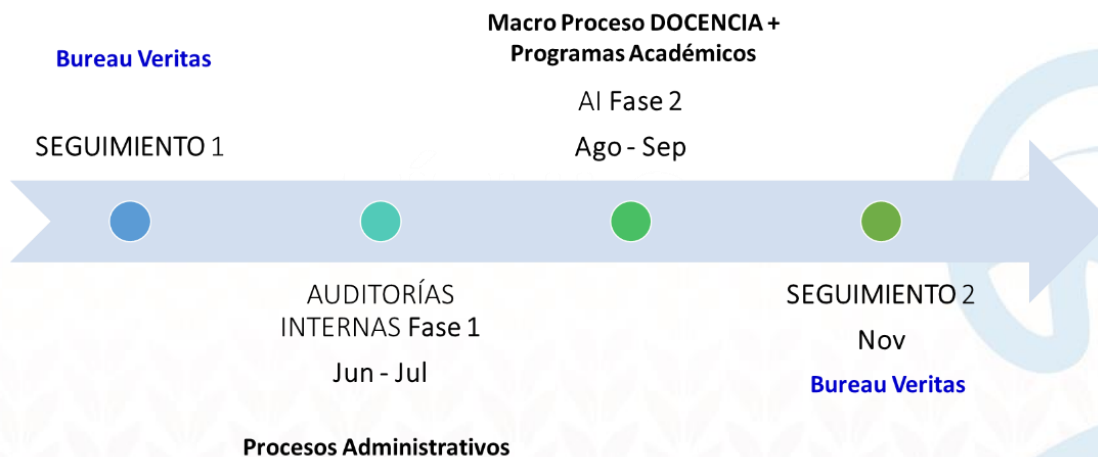 Bureau Veritas
SEGUIMIENTO 1
Macro Proceso DOCENCIA +
Programas Académicos
AI Fase 2
Ago - Sep
AUDITORÍAS
INTERNAS Fase 1
Jun - Jul
Procesos Administrativos
SEGUIMIENTO 2
Nov
Bureau Veritas